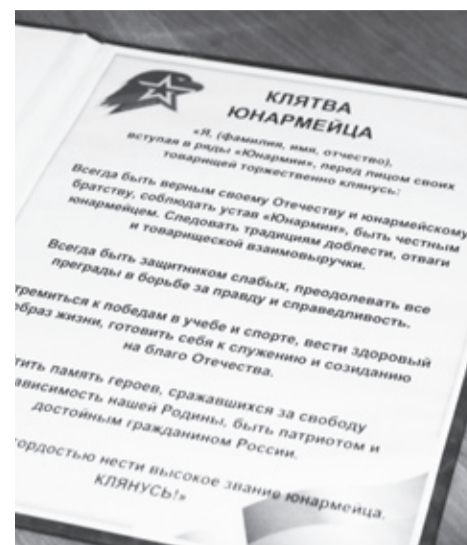 КЛЯТВА
ЮНАРМЕЙЦА
«Я, (фамилия, имя, отчество),
вступая в ряды «Юнармии», перед лицом своих
товарищей торжественно клянусь:
Всегда быть верным своему Отечеству и юнармейскому
братству, соблюдать устав «Юнармии», быть честным
юнармейцем. Следовать традициям доблести, отваги
и товарищеской взаимовыручки.
Всегда быть защитником слабых, преодолевать все
преграды в борьбе за правду и справедливость.
тремиться к победам в учебе и спорте, вести здоровый
образ жизни, готовить себя к служению и созиданию
на благо Отечества.
тить память героев, сражавшихся за свободу
ависимость нашей Родины, быть патриотом и
достойным гражданином России.
ордостью нести высокое звание юнармейца.
КЛЯНУСЬ!»